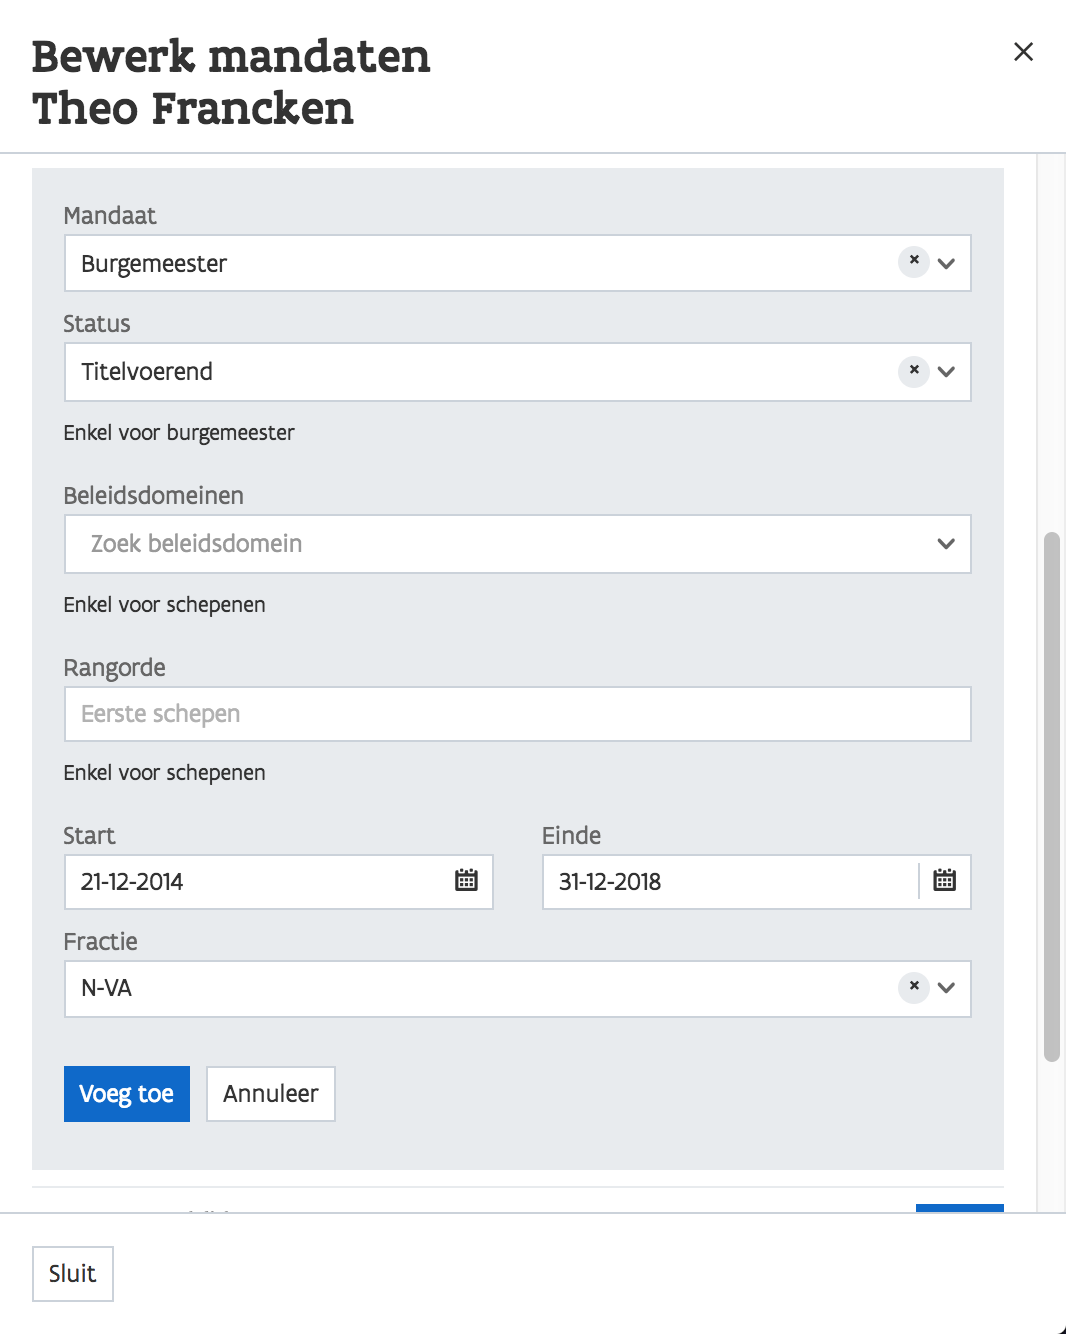 Bewerk mandaten
Theo Francken
Mandaat
Burgemeester
Status
Titelvoerend
Enkel voor burgemeester
Beleidsdomeinen
Zoek beleidsdomein
Enkel voor schepenen
Rangorde
Eerste schepen
Enkel voor schepenen
Start Einde
21-12-2014 31-12-2018
Fractie
N-VA
Voeg toe Annuleer
Sluit